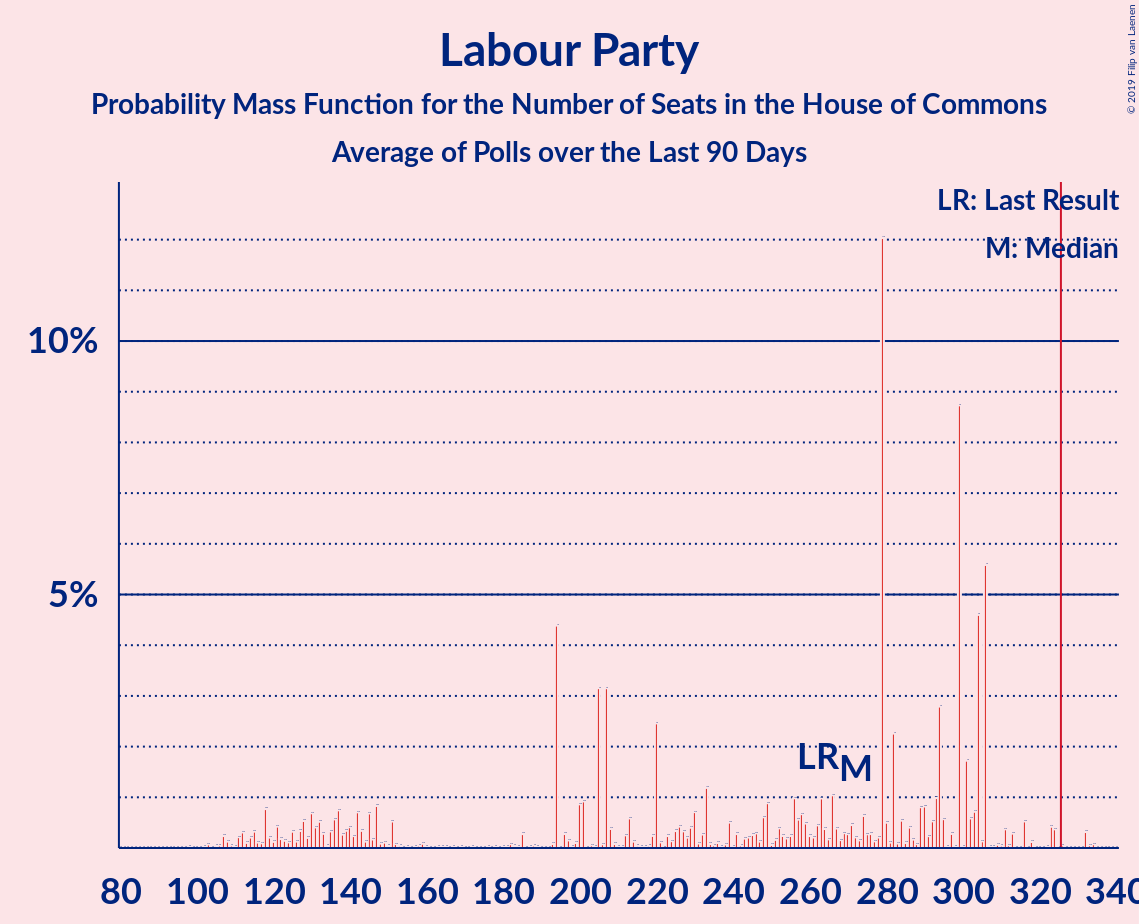 Labour Party
Probability Mass Function for the Number of Seats in the House of Commons
Average of Polls over the Last 90 Days
© 2019 Filip van Laenen
LR: Last Result
M: Median
10%
5%
LR
M
80 100 120 140 160 180 200 220 240 260 280 300 320 340